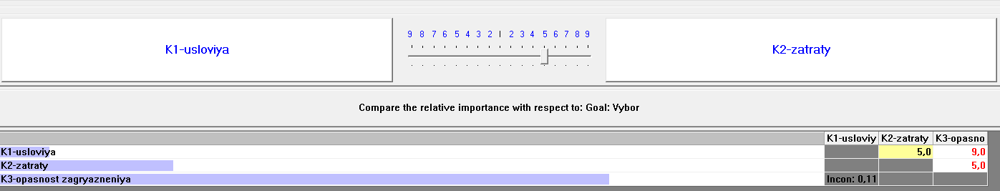 9 8 7 6 5 4 3 2 1 2 3 4 5 6 7 8 9
K1-usloviya K2-zatraty
Compare the relative importance with respect to: Goal: Vybor
K1-usloviy K2-zatraty K3-opasno
K1-usloviya 5,0 9,0
K2-zatraty 5,0
K3-opasnost zagryazneniya Incon: 0,11